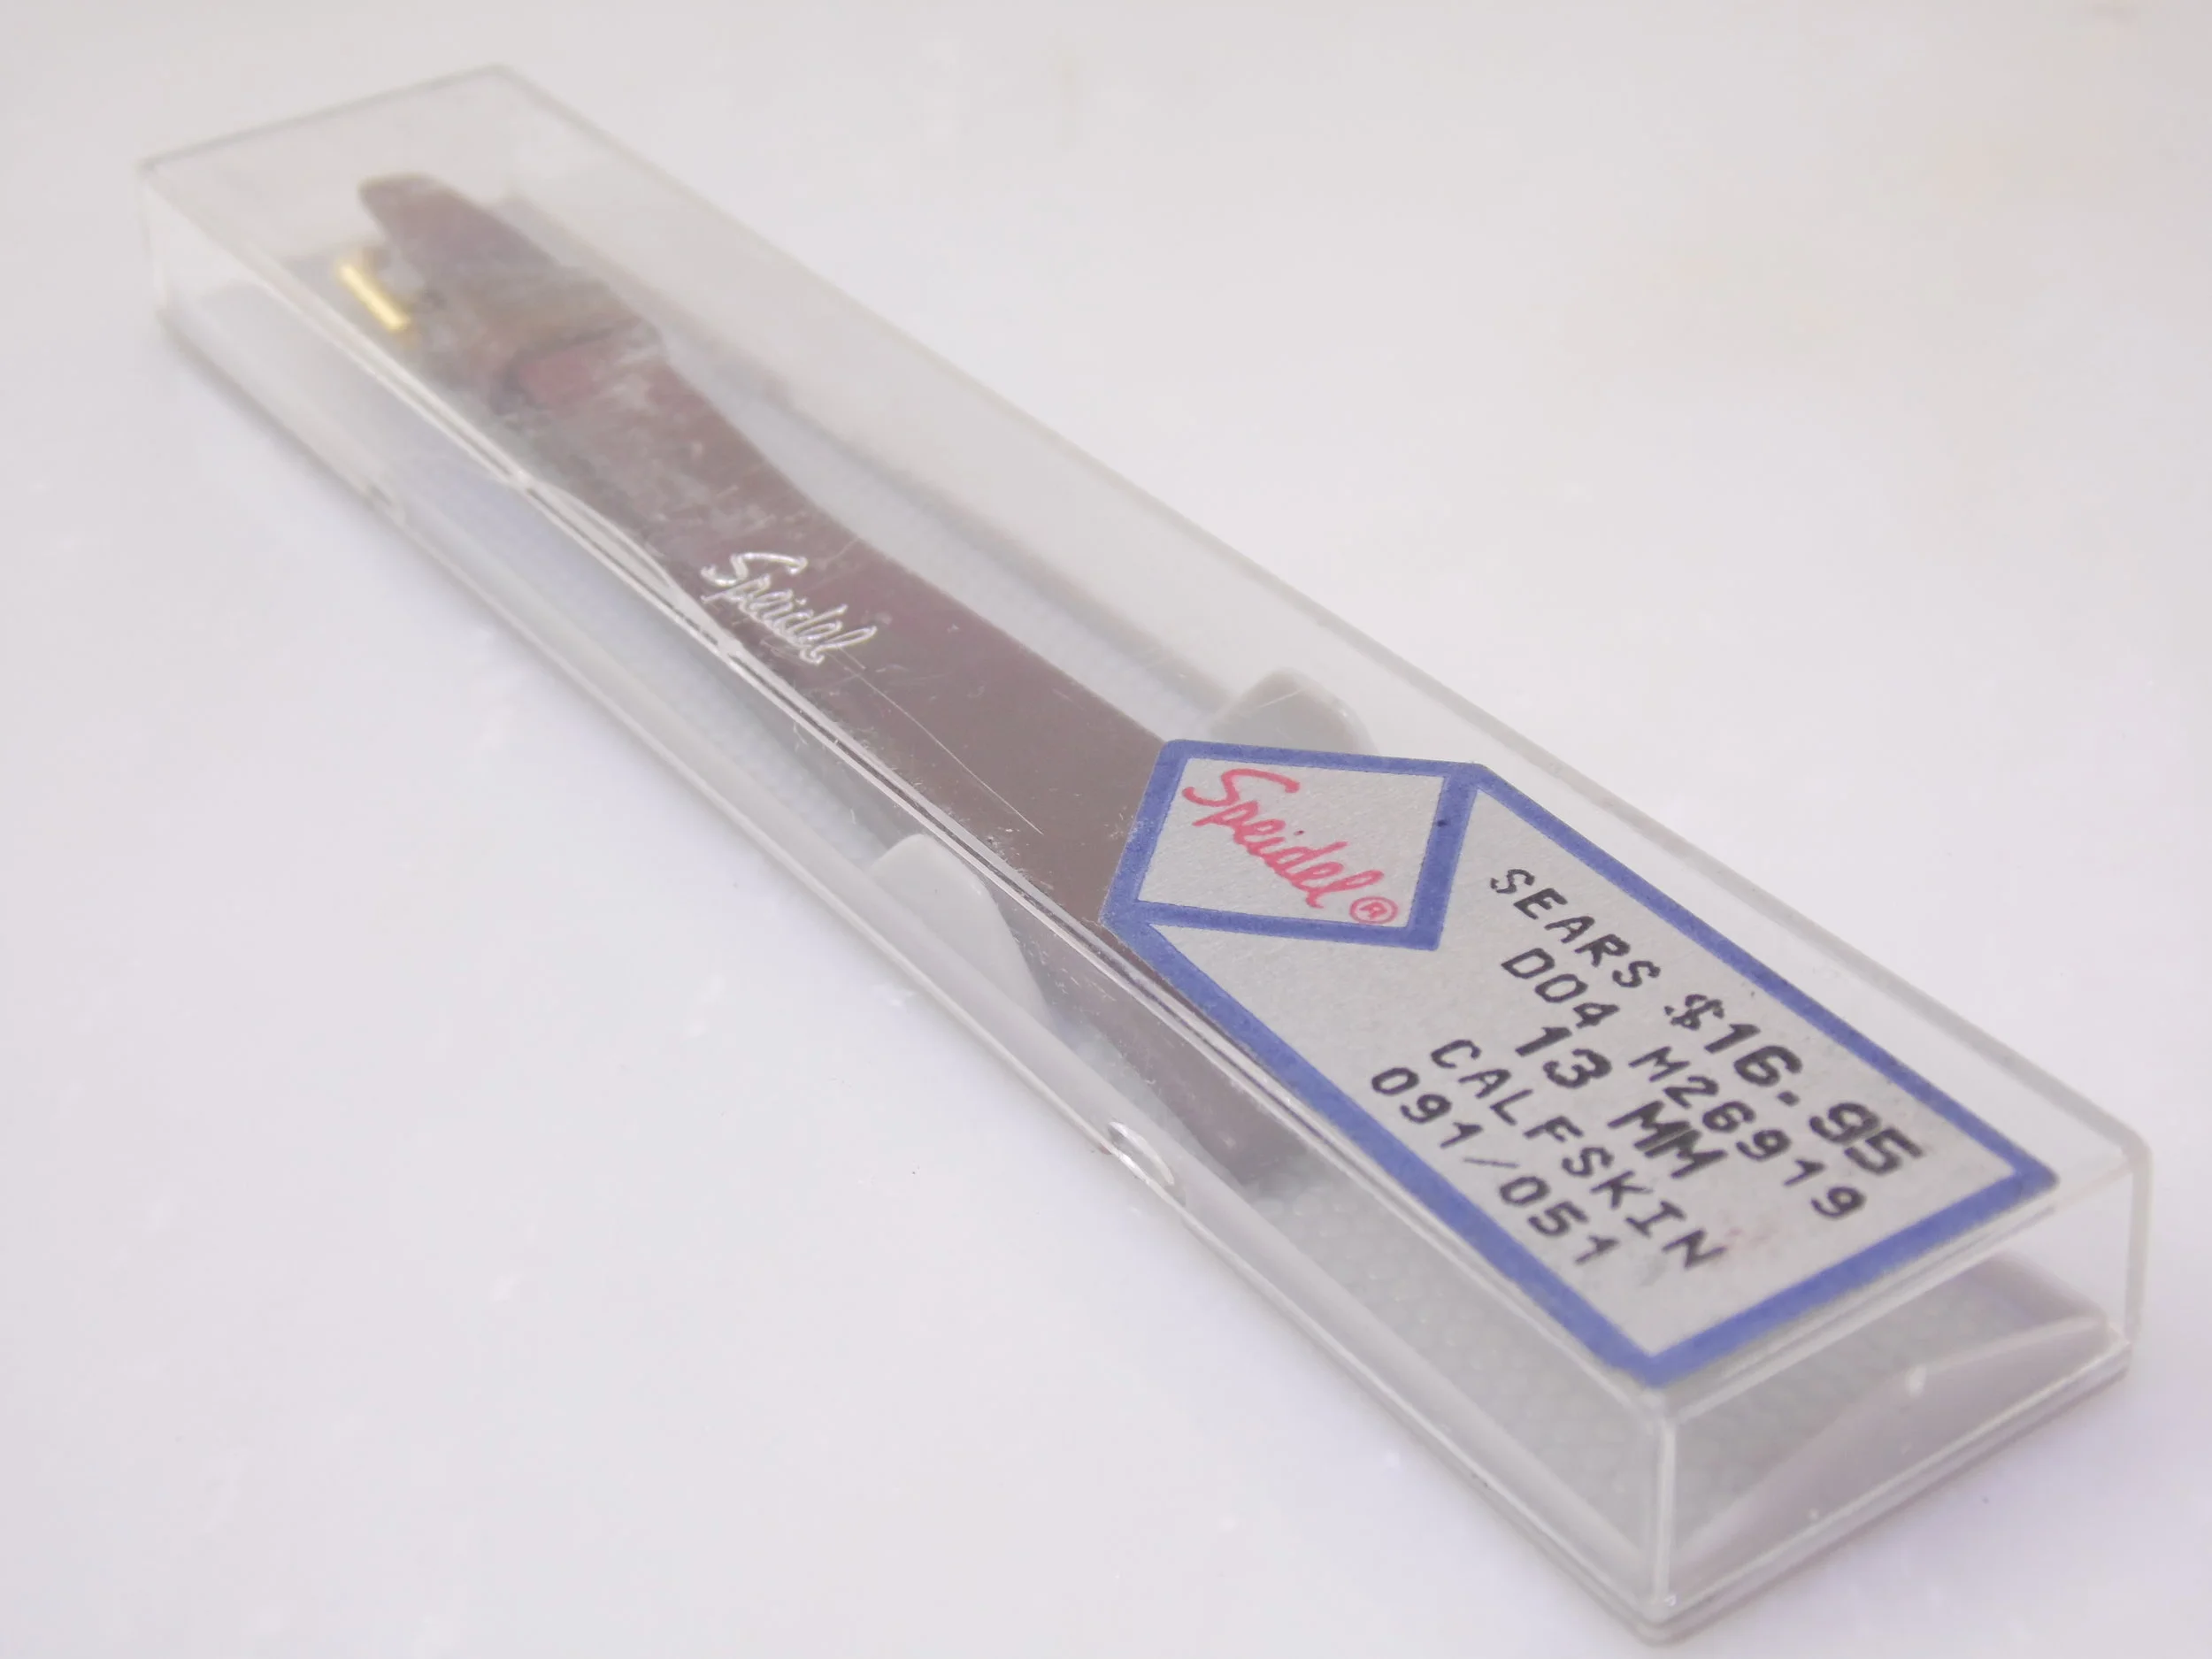 Speidel
Speidel®
SEARS $16.95
D04 M26919
13 MM
CALFSKIN
091/051